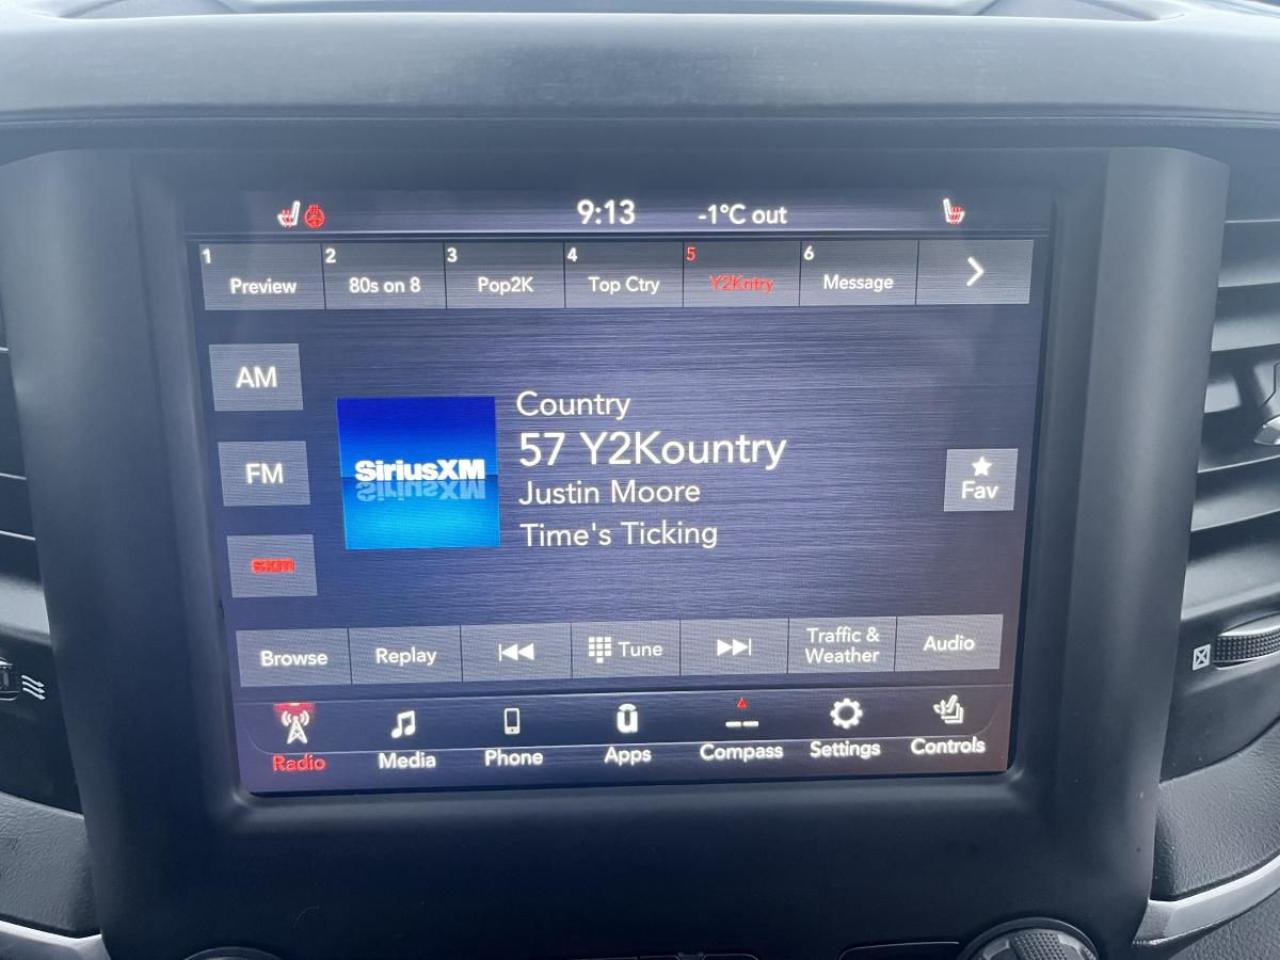 9:13 -1°C out
1 2 3 4 5 6
Preview 80s on 8 Pop2K Top Ctry Y2Kntry Message
AM
FM
sxm
SiriusXM
Country
57 Y2Kountry
Justin Moore
Time's Ticking
Fav
Browse Replay Tune Traffic & Weather Audio
Radio Media Phone Apps Compass Settings Controls